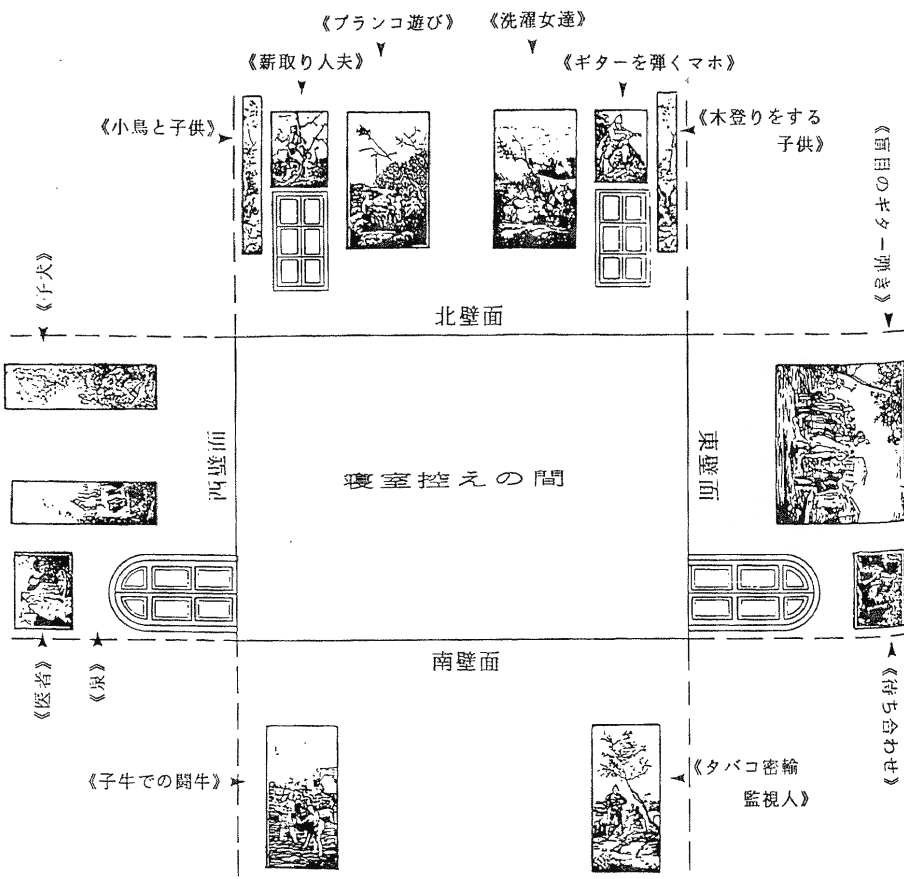 《ブランコ遊び》
《洗濯女達》
《薪取り人夫》
《ギターを弾くマホ》
《小鳥と子供》
《木登りをする
子供》
《盲目のギター弾き》
《子犬》
北壁面
西壁面
寝室控えの間
東壁面
南壁面
《医者》
《泉》
《待ち合わせ》
《子牛での闘牛》
《タバコ密輸
監視人》